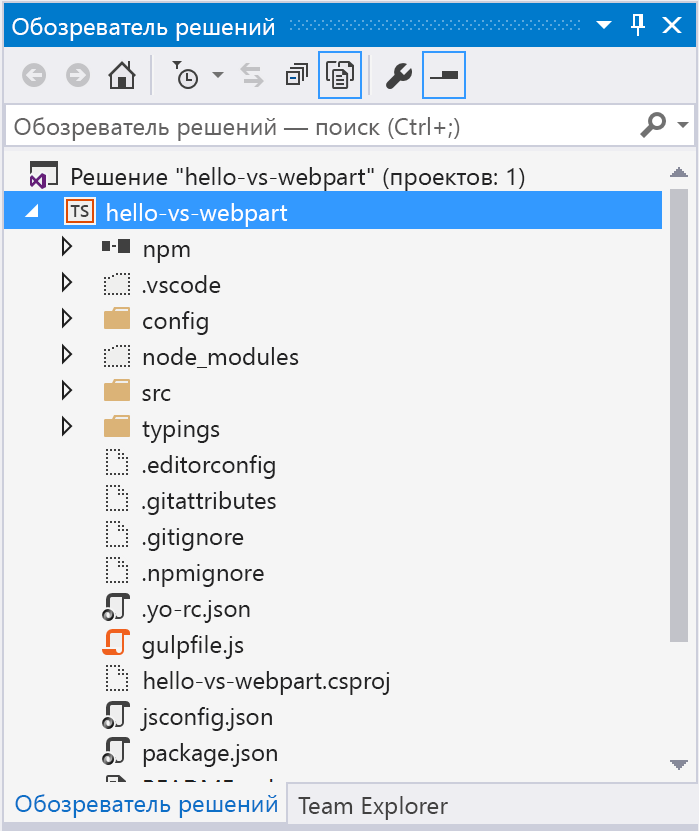 Обозреватель решений
Обозреватель решений — поиск (Ctrl+;)
Решение "hello-vs-webpart" (проектов: 1)
TS hello-vs-webpart
npm
.vscode
config
node_modules
src
typings
.editorconfig
.gitattributes
.gitignore
.npmignore
.yo-rc.json
gulpfile.js
hello-vs-webpart.csproj
jsconfig.json
package.json
Обозреватель решений Team Explorer